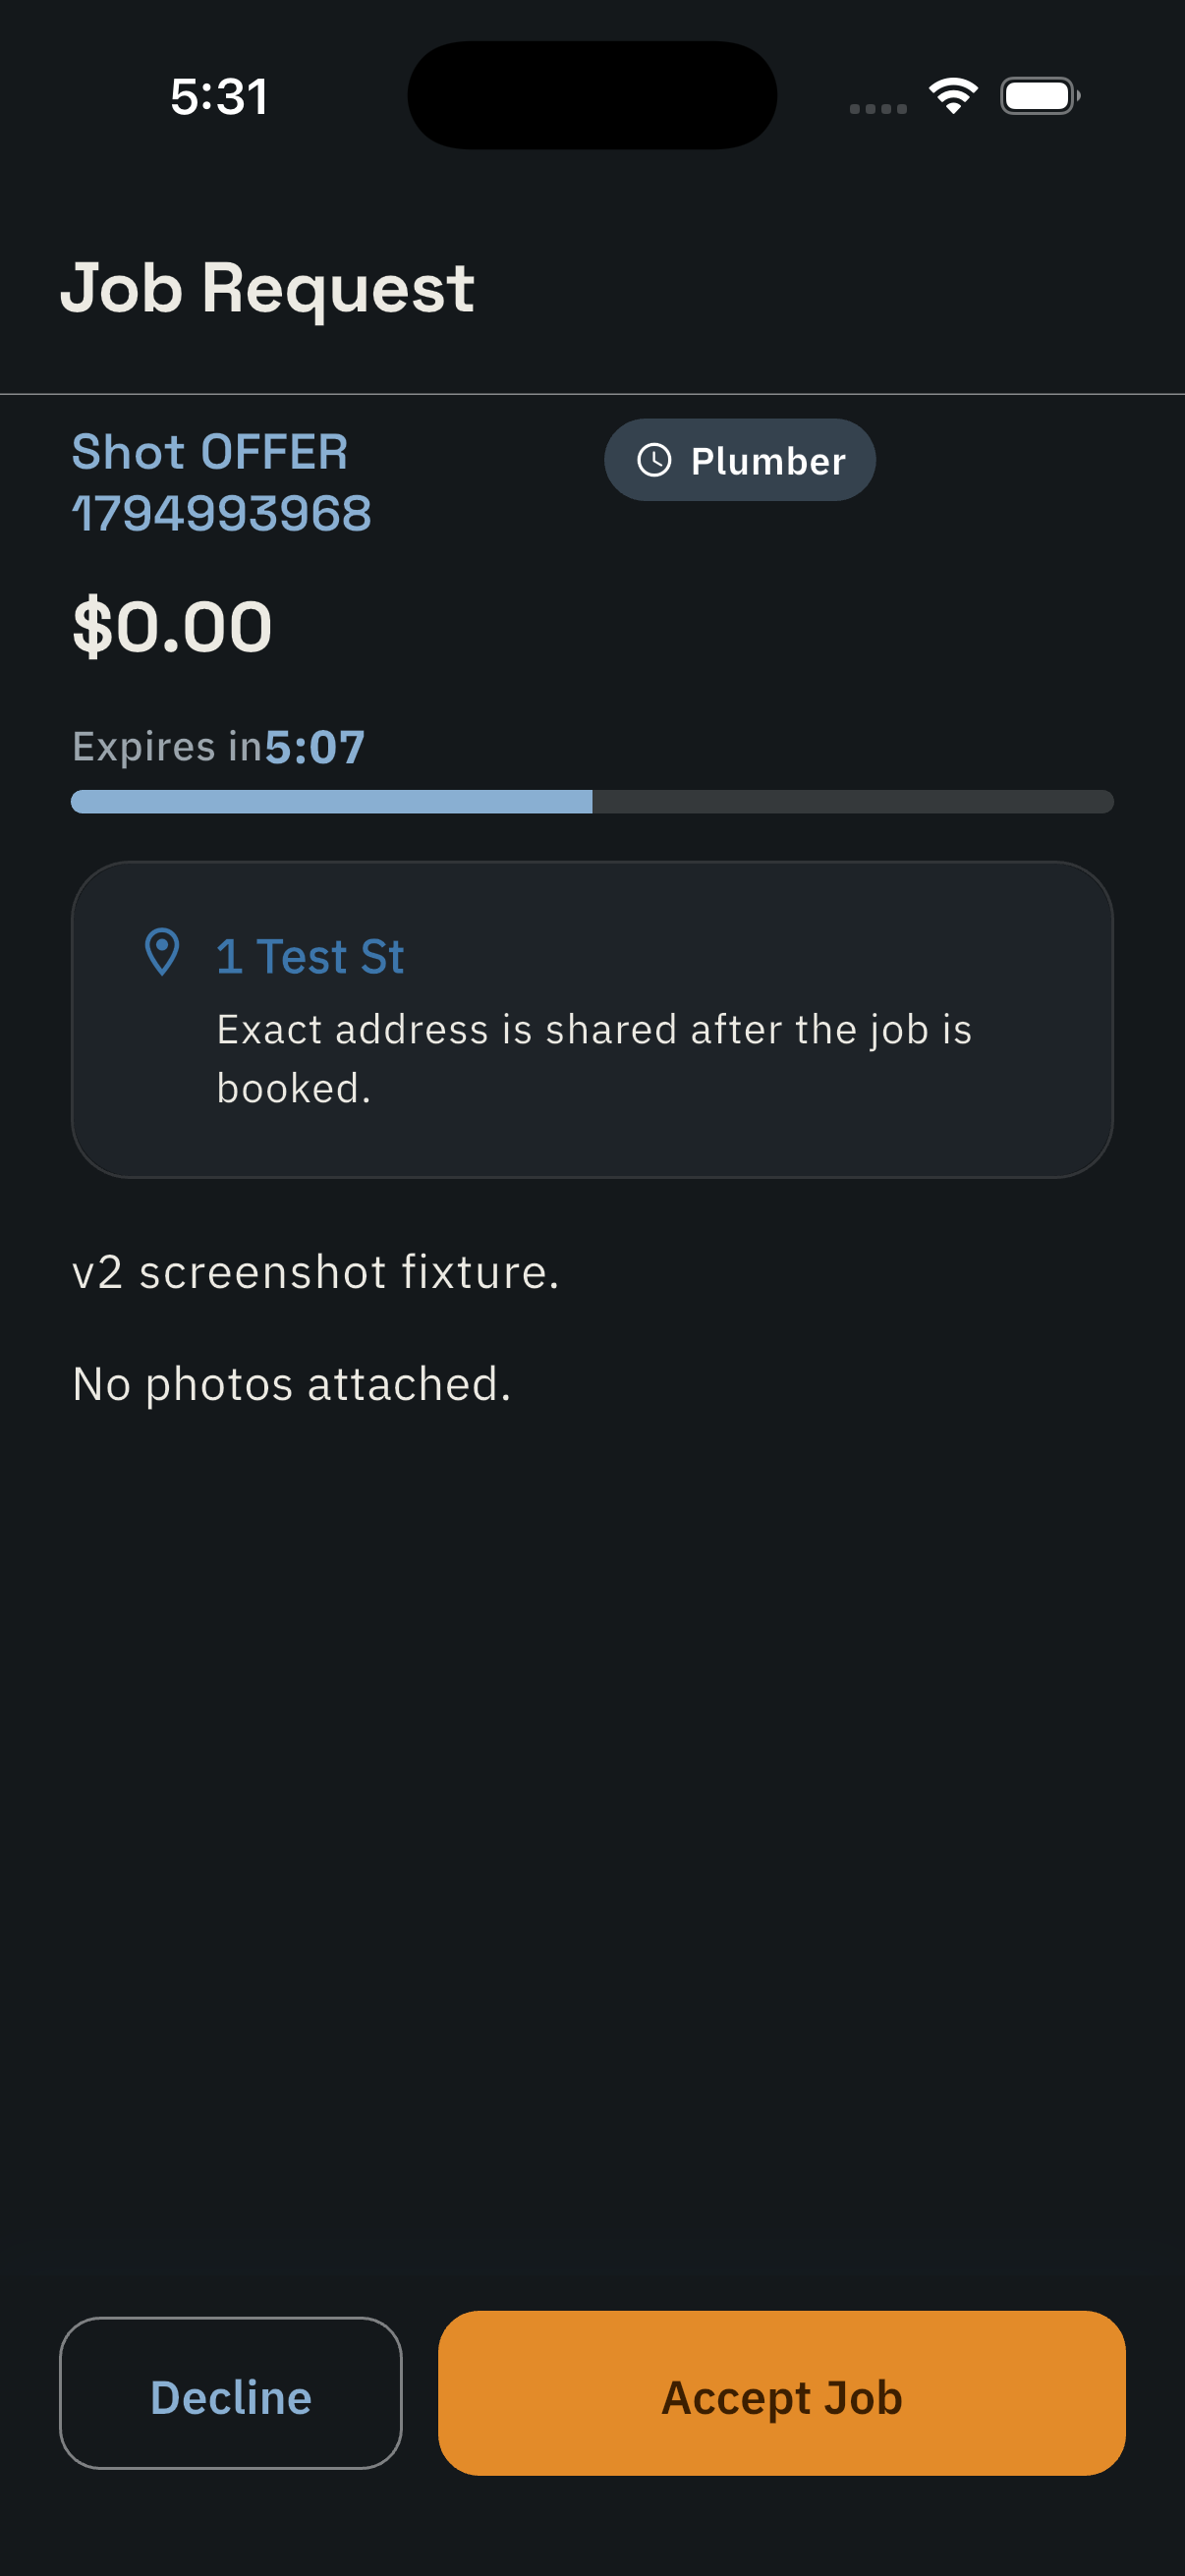 5:31
Job Request
Shot OFFER
1794993968
Plumber
$0.00
Expires in5:07
1 Test St
Exact address is shared after the job is
booked.
v2 screenshot fixture.
No photos attached.
Decline
Accept Job